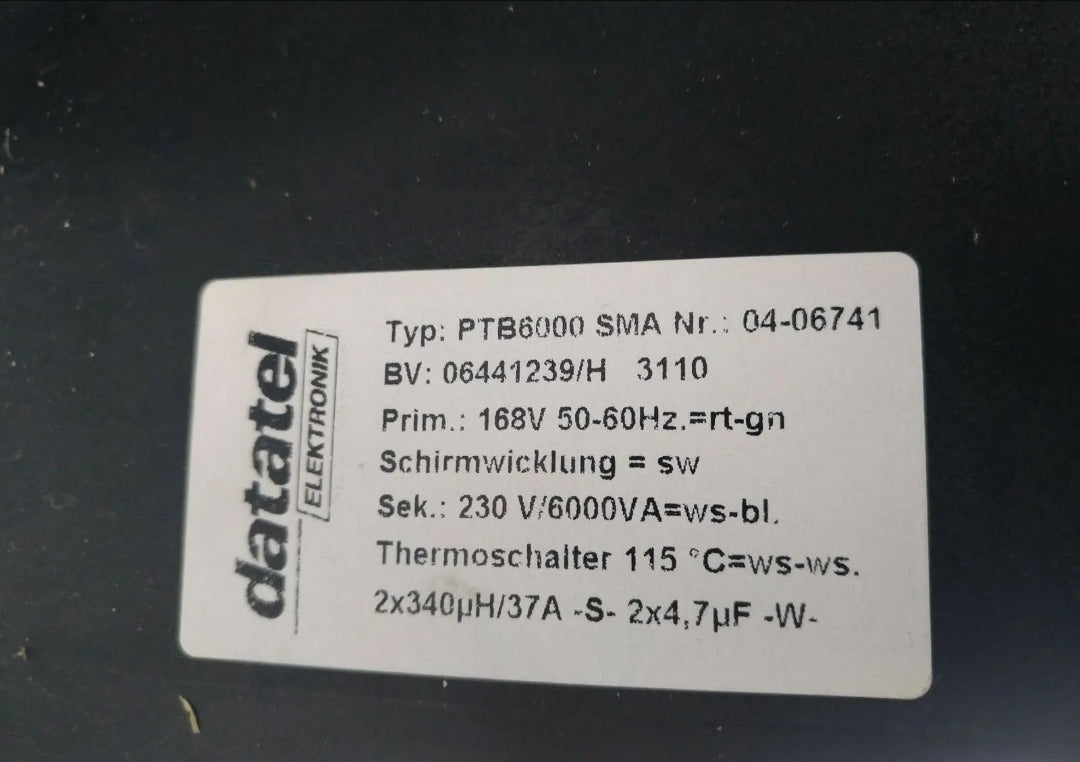 datatel
ELEKTRONIK
Typ: PTB6000 SMA Nr.: 04-06741
BV: 06441239/H 3110
Prim.: 168V 50-60Hz.=rt-gn
Schirmwicklung = sw
Sek.: 230 V/6000VA=ws-bl.
Thermoschalter 115 °C=ws-ws.
2x340µH/37A -S- 2x4,7µF -W-